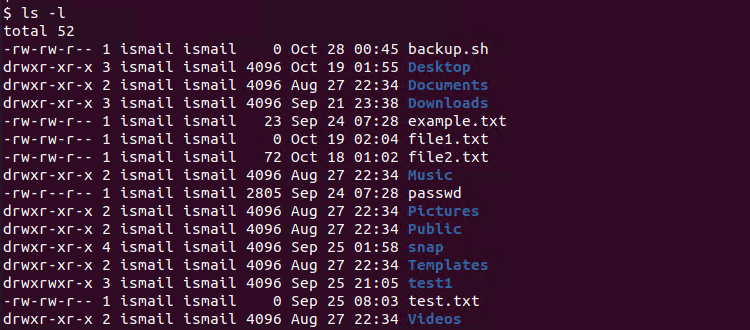 $ ls -l
total 52
-rw-rw-r-- 1 ismail ismail    0 Oct 28 00:45 backup.sh
drwxr-xr-x 3 ismail ismail 4096 Oct 19 01:55 Desktop
drwxr-xr-x 2 ismail ismail 4096 Aug 27 22:34 Documents
drwxr-xr-x 3 ismail ismail 4096 Sep 21 23:38 Downloads
-rw-rw-r-- 1 ismail ismail   23 Sep 24 07:28 example.txt
-rw-rw-r-- 1 ismail ismail    0 Oct 19 02:04 file1.txt
-rw-rw-r-- 1 ismail ismail   72 Oct 18 01:02 file2.txt
drwxr-xr-x 2 ismail ismail 4096 Aug 27 22:34 Music
-rw-r--r-- 1 ismail ismail 2805 Sep 24 07:28 passwd
drwxr-xr-x 2 ismail ismail 4096 Aug 27 22:34 Pictures
drwxr-xr-x 2 ismail ismail 4096 Aug 27 22:34 Public
drwxr-xr-x 4 ismail ismail 4096 Sep 25 01:58 snap
drwxr-xr-x 2 ismail ismail 4096 Aug 27 22:34 Templates
drwxrwxr-x 3 ismail ismail 4096 Sep 25 21:05 test1
-rw-rw-r-- 1 ismail ismail    0 Sep 25 08:03 test.txt
drwxr-xr-x 2 ismail ismail 4096 Aug 27 22:34 Videos